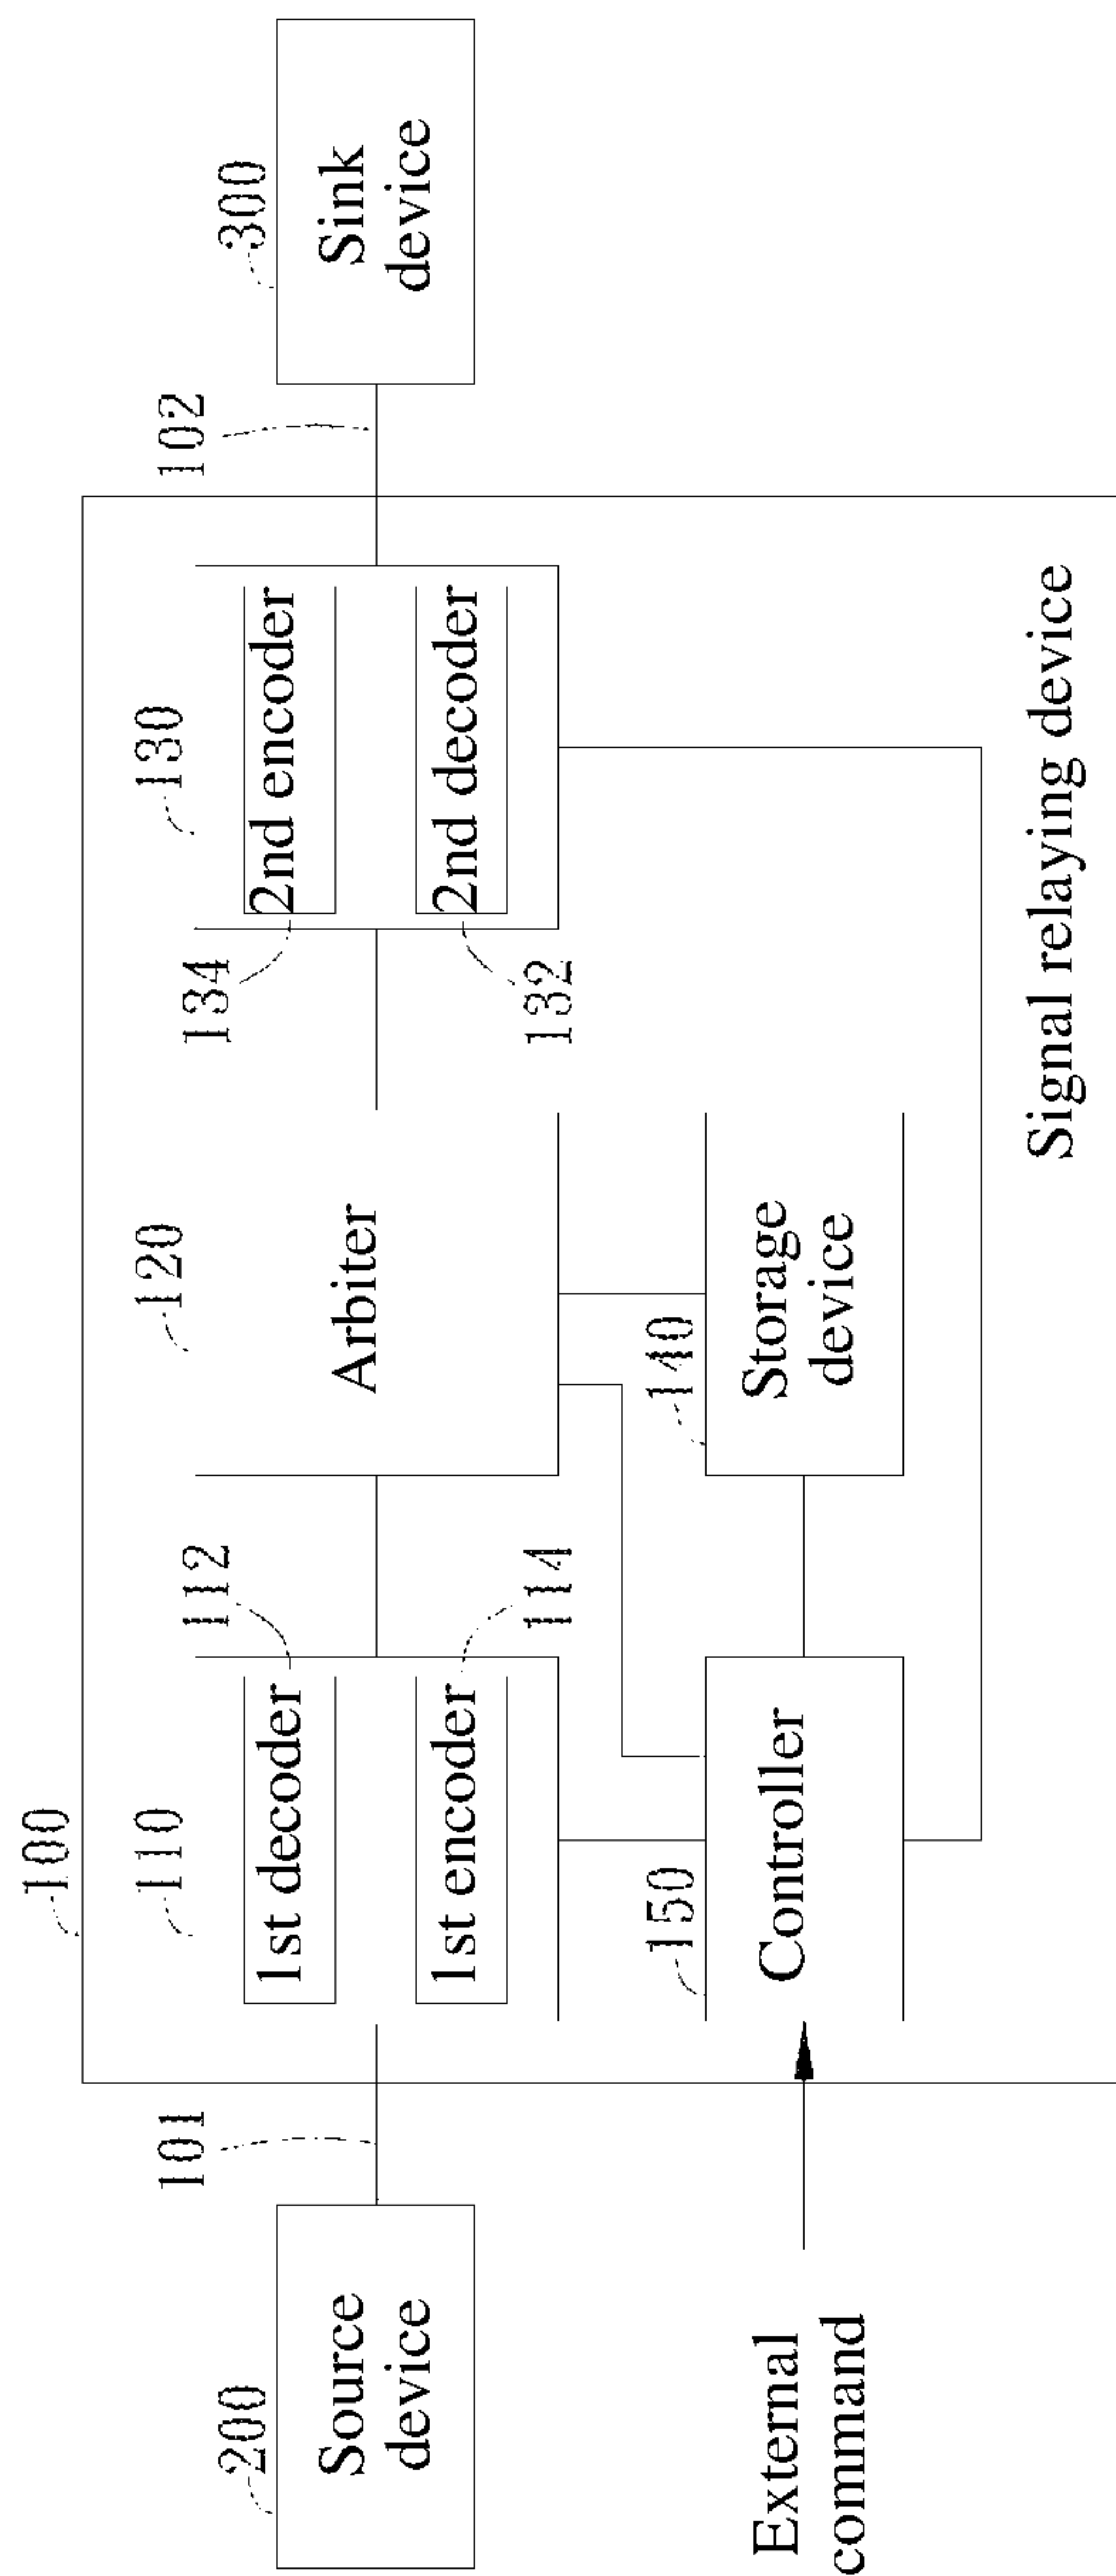 100
110
120
130
200
101
112
134
102
300
Source
device
1st decoder
Arbiter
2nd encoder
Sink
device
1st encoder
114
132
2nd decoder
150
140
External
command
Controller
Storage
device
Signal relaying device